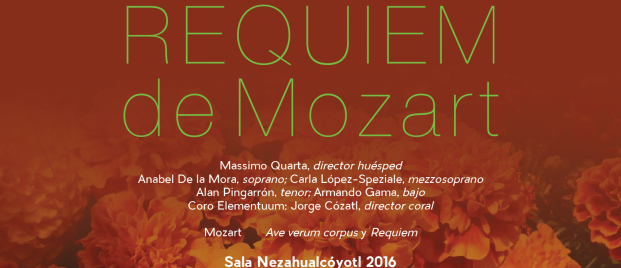 REQUIEM
de Mozart
Massimo Quarta, director huésped
Anabel De la Mora, soprano; Carla López-Speziale, mezzosoprano
Alan Pingarrón, tenor; Armando Gama, bajo
Coro Elementuum; Jorge Cózatl, director coral
Mozart Ave verum corpus y Requiem
Sala Nezahualcóyotl 2016